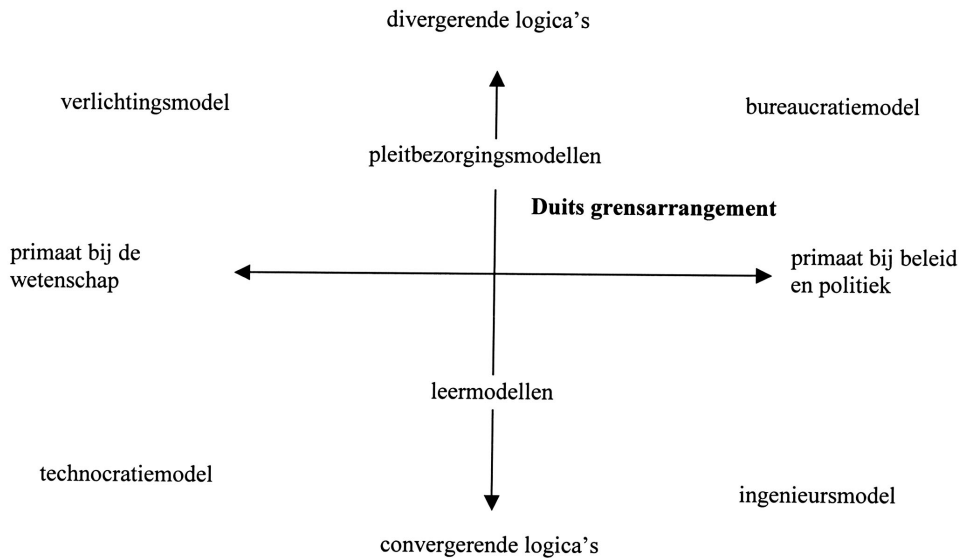 divergerende logica's
verlichtingsmodel
bureaucratiemodel
pleitbezorgingsmodellen
Duits grensarrangement
primaat bij de
wetenschap
primaat bij beleid
en politiek
leermodellen
technocratiemodel
ingenieursmodel
convergerende logica's